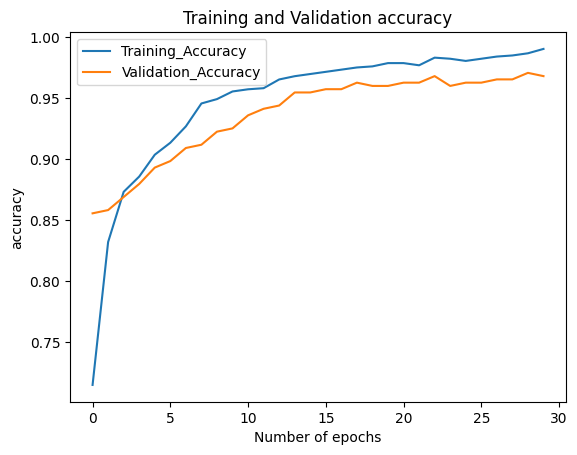 Training and Validation accuracy
Training_Accuracy
Validation_Accuracy
1.00
0.95
0.90
0.85
0.80
0.75
accuracy
0 5 10 15 20 25 30
Number of epochs